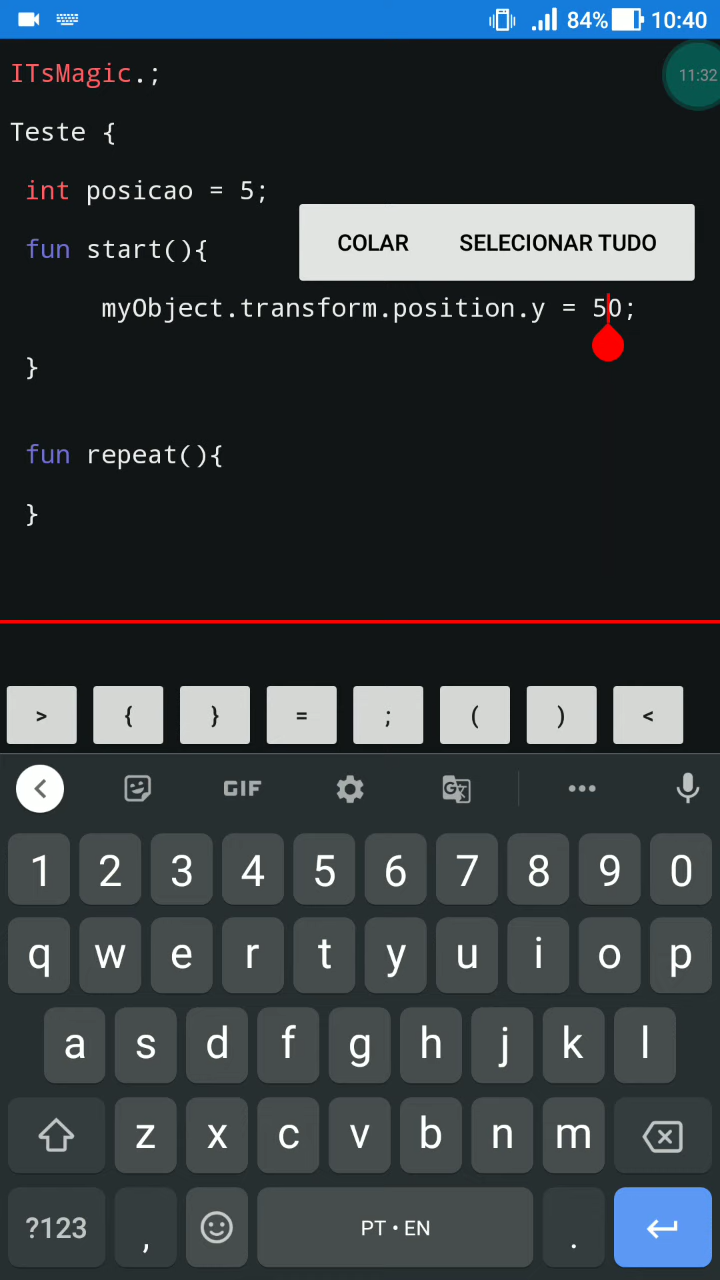 84% 10:40
ITsMagic.;
11:32
Teste {
int posicao = 5;
fun start(){
COLAR SELECIONAR TUDO
myObject.transform.position.y = 50;
}
fun repeat(){
}
> { } = ; ( ) <
GIF
1 2 3 4 5 6 7 8 9 0
q w e r t y u i o p
a s d f g h j k l
z x c v b n m
?123 , PT • EN .